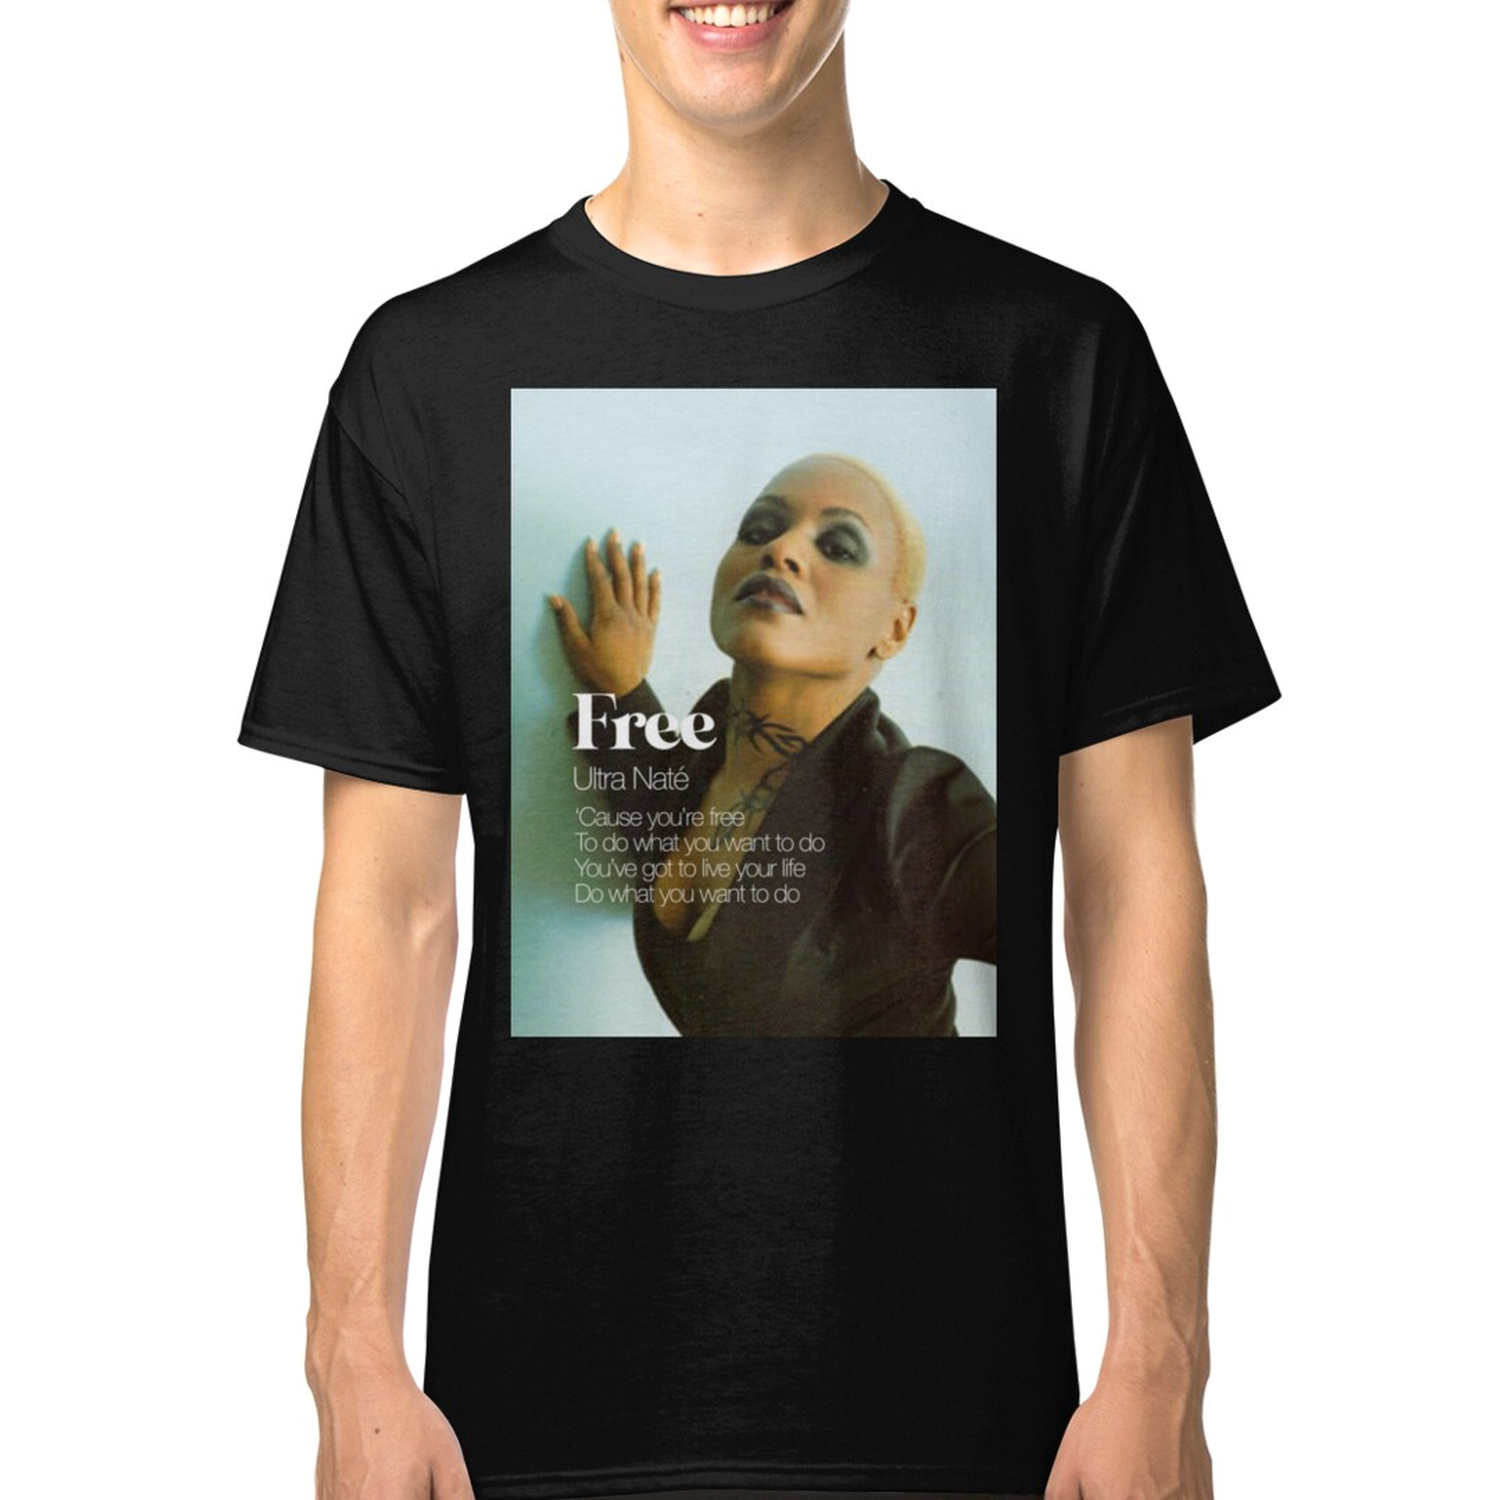 Free
Ultra Naté
‘Cause you're free
To do what you want to do
You've got to live your life
Do what you want to do